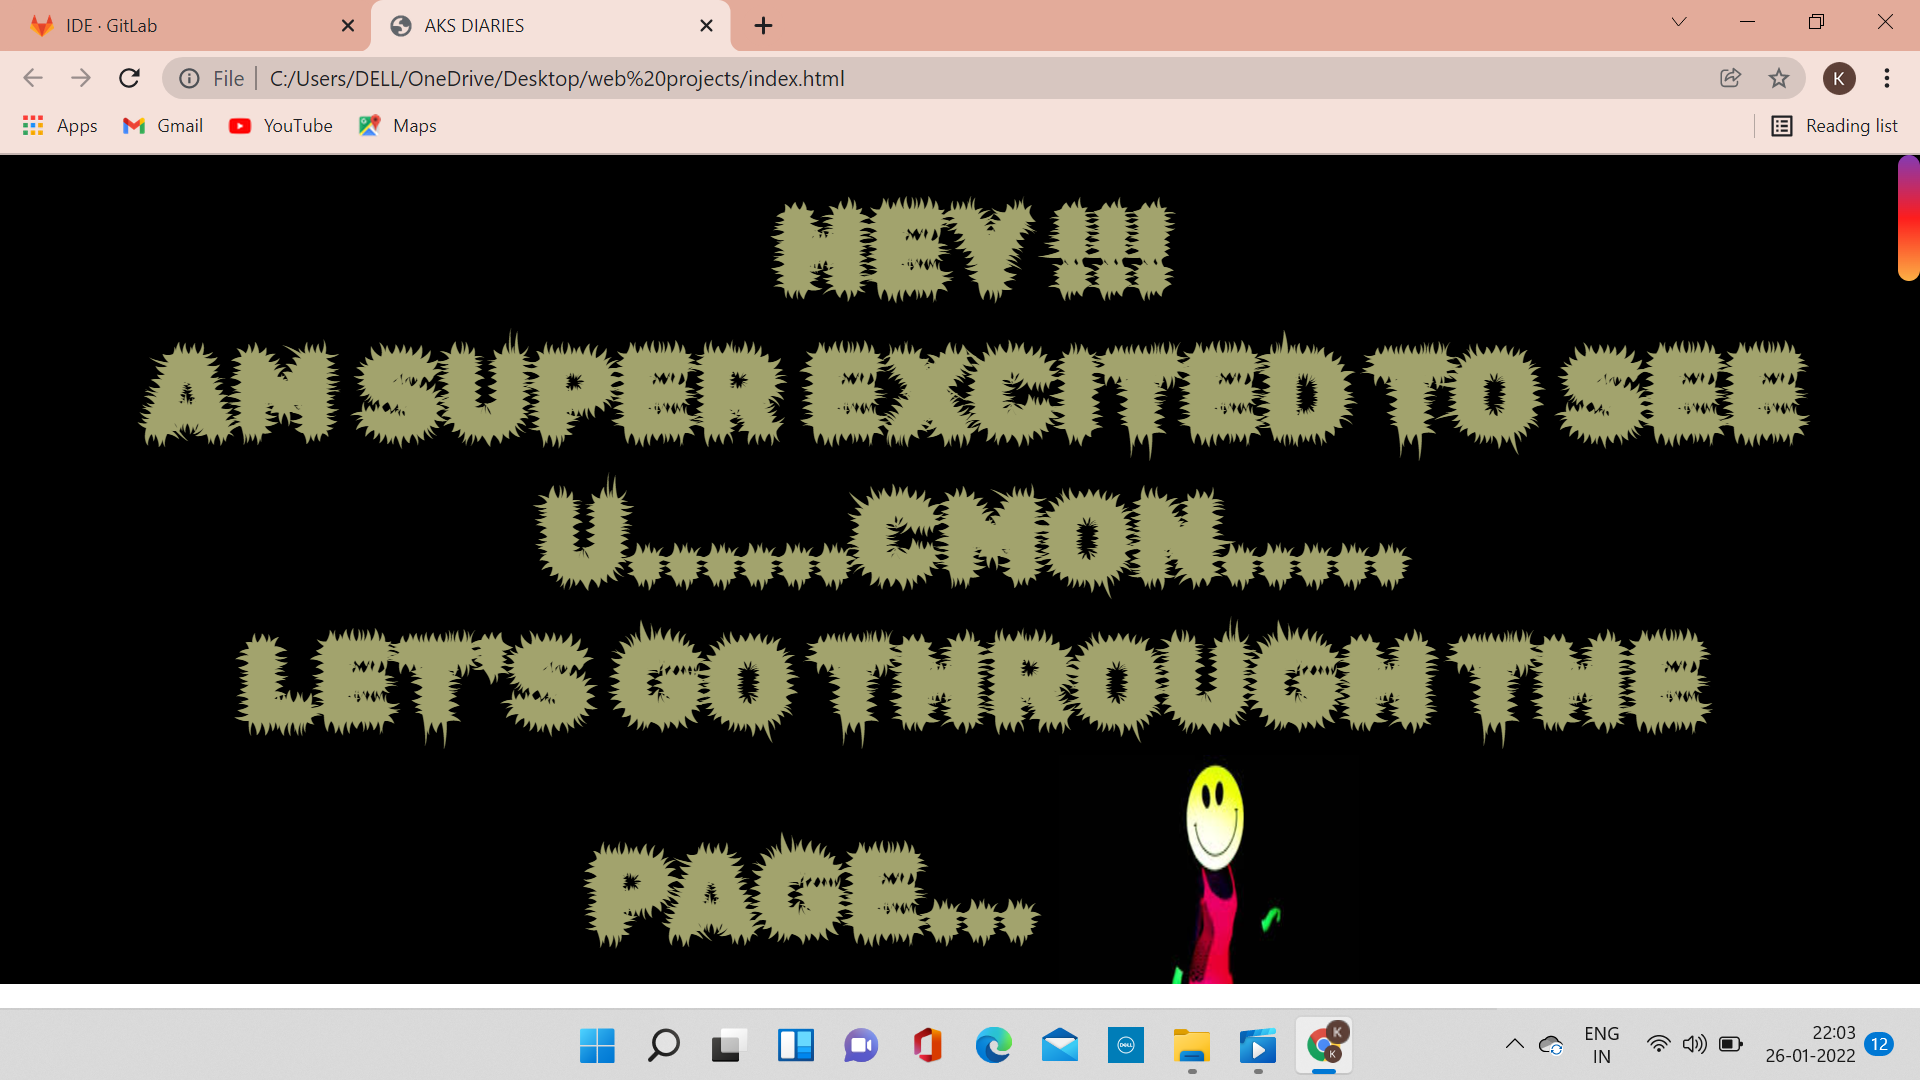 IDE · GitLab
AKS DIARIES
File
C:/Users/DELL/OneDrive/Desktop/web%20projects/index.html
K
Apps
Gmail
YouTube
Maps
Reading list
HEY !!!!
AM SUPER EXCITED TO SEE
U......CMON.....
LET'S GO THROUGH THE
PAGE...
DELL
K
K
ENG
IN
22:03
26-01-2022
12